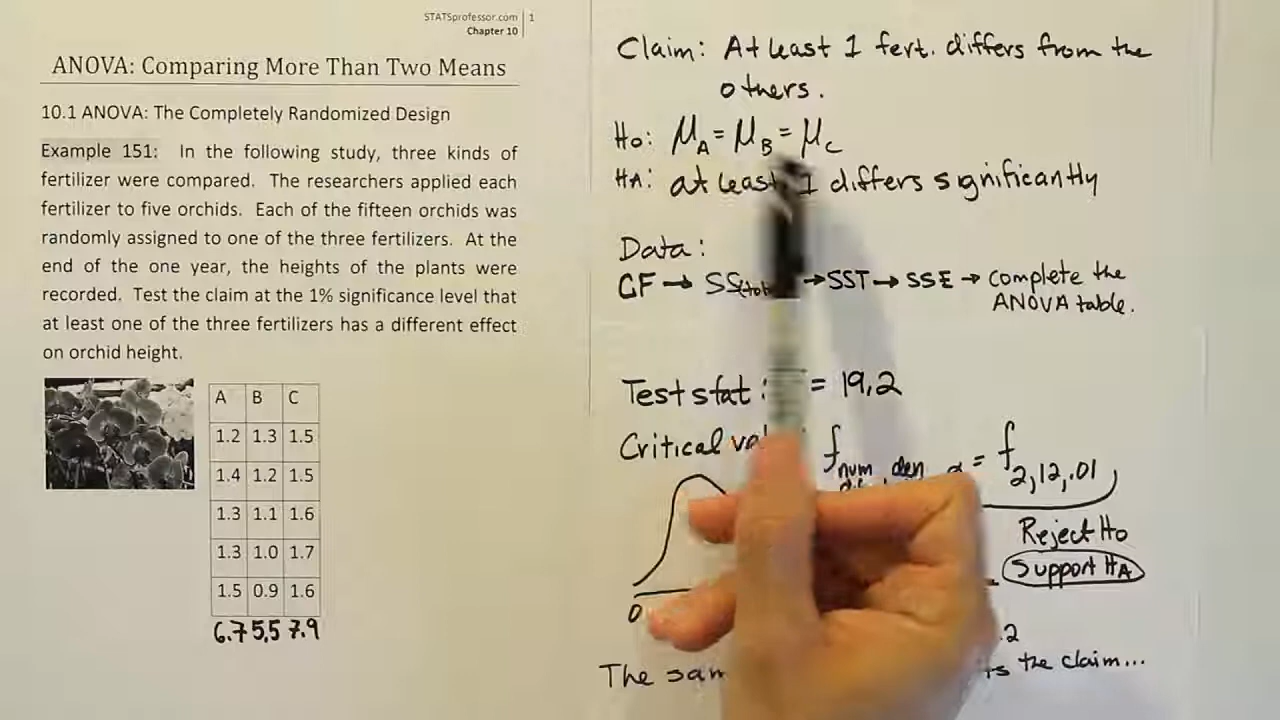 STATSprofessor.com 1
Chapter 10
ANOVA: Comparing More Than Two Means
10.1 ANOVA: The Completely Randomized Design
Example 151: In the following study, three kinds of
fertilizer were compared. The researchers applied each
fertilizer to five orchids. Each of the fifteen orchids was
randomly assigned to one of the three fertilizers. At the
end of the one year, the heights of the plants were
recorded. Test the claim at the 1% significance level that
at least one of the three fertilizers has a different effect
on orchid height.
A B C
1.2 1.3 1.5
1.4 1.2 1.5
1.3 1.1 1.6
1.3 1.0 1.7
1.5 0.9 1.6
6.7 5.5 7.9
Claim: At least 1 fert. differs from the
others.
Ho: μA = μB = μC
HA: at least 1 differs significantly
Data:
CF → SS(tot → SST → SSE → complete the
ANOVA table.
Test stat: = 19.2
Critical va
f num den α = f 2,12,.01
Reject Ho
Support HA
0
.2
The sam the claim...